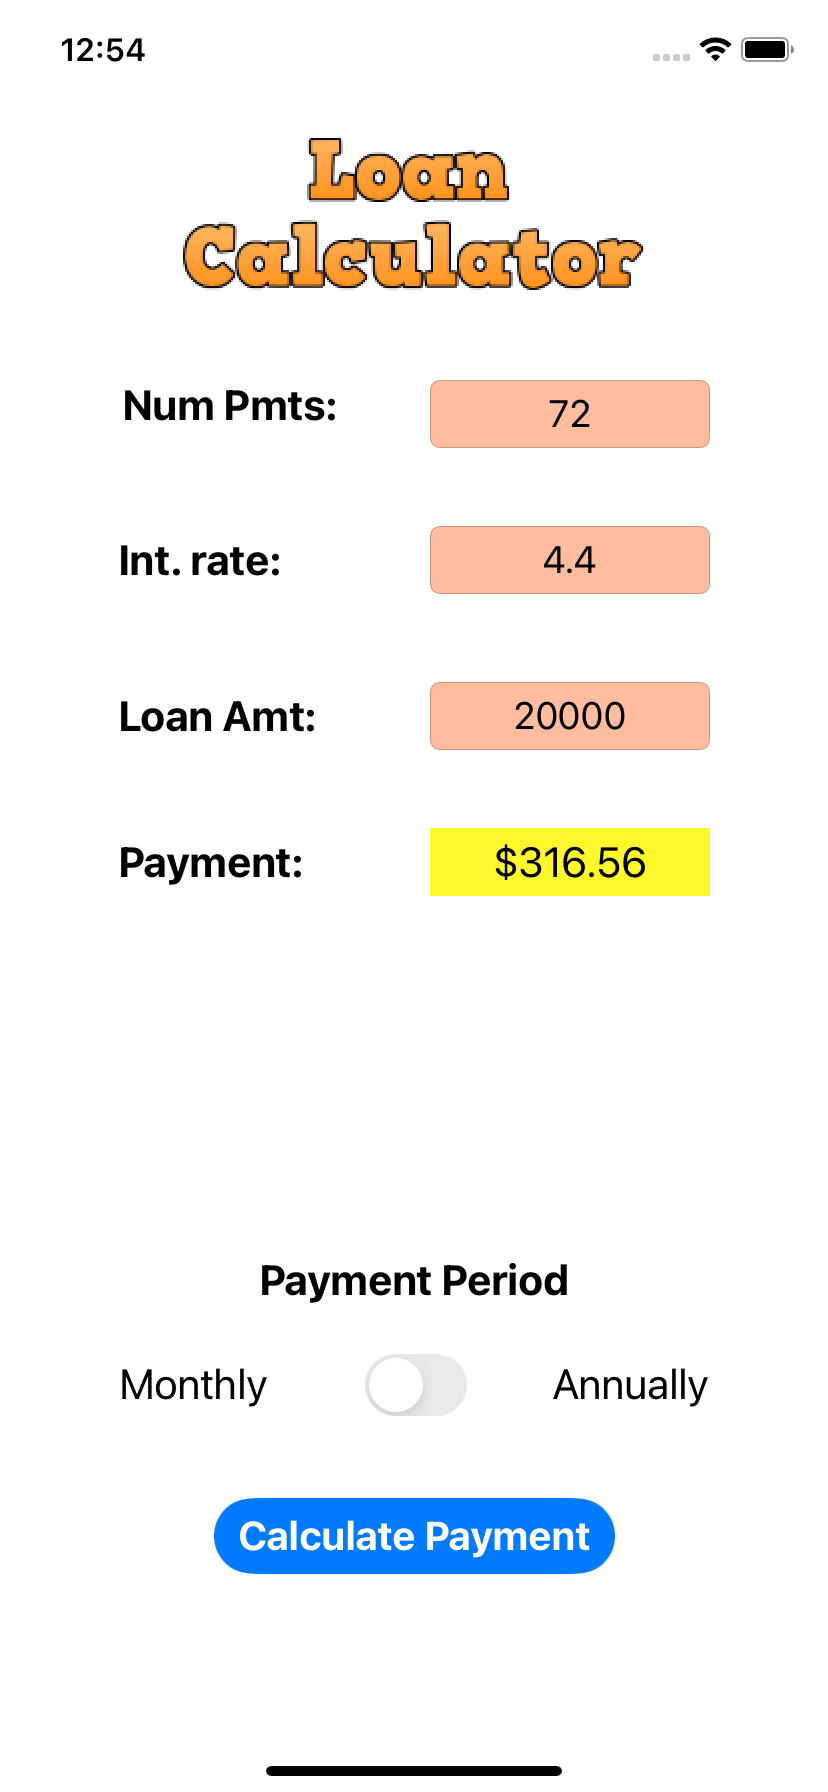 12:54
Loan
Calculator
Num Pmts: 72
Int. rate: 4.4
Loan Amt: 20000
Payment: $316.56
Payment Period
Monthly Annually
Calculate Payment